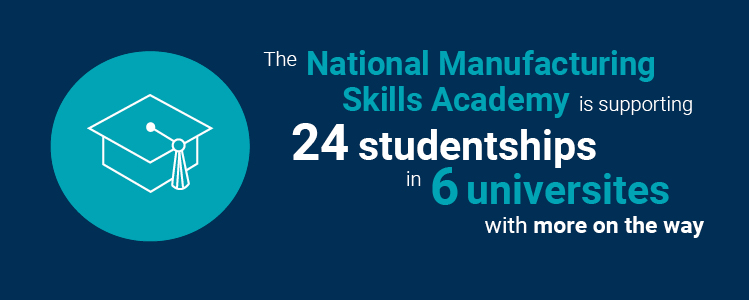 The National Manufacturing
Skills Academy is supporting
24 studentships
in 6 universites
with more on the way